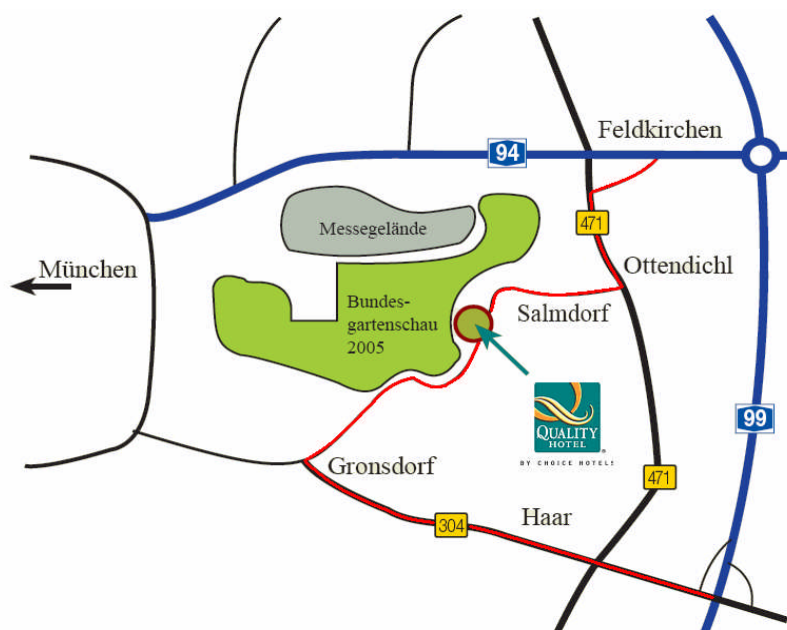 Feldkirchen
94
Messegelände
471
München
Ottendichl
Bundes-
gartenschau
2005
Salmdorf
QUALITY
HOTEL
BY CHOICE HOTELS
99
Gronsdorf
471
304
Haar